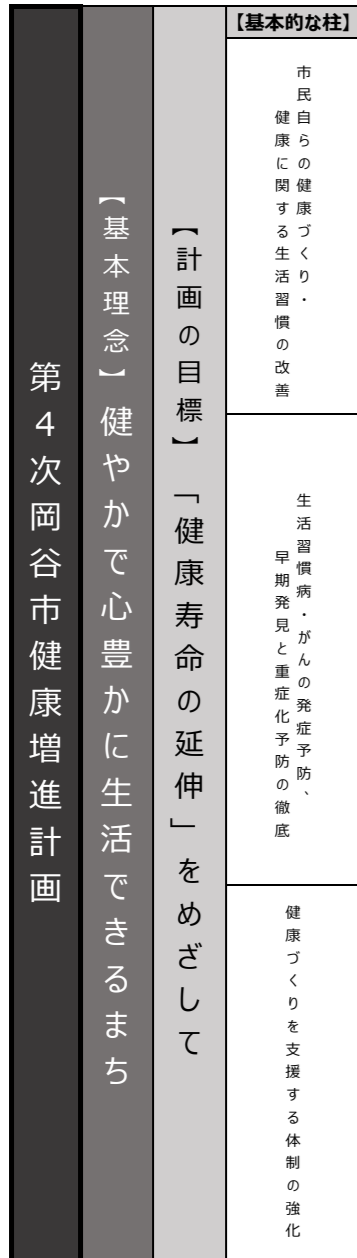 第4次岡谷市健康増進計画
【基本理念】健やかで心豊かに生活できるまち
【計画の目標】「健康寿命の延伸」をめざして
【基本的な柱】
市民自らの健康づくり・
健康に関する生活習慣の改善
生活習慣病・がんの発症予防、
早期発見と重症化予防の徹底
健康づくりを支援する体制の強化